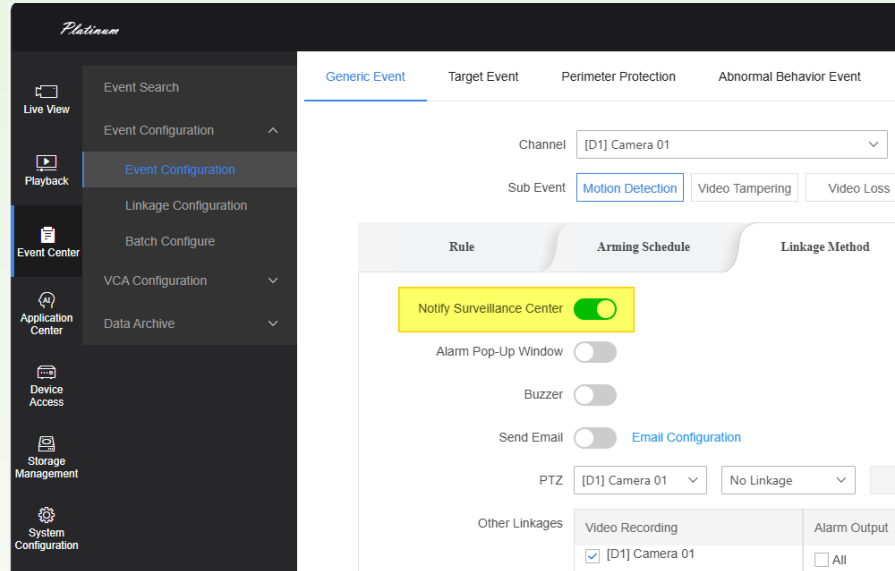 Platinum
Generic Event Target Event Perimeter Protection Abnormal Behavior Event
Live View
Playback
Event Center
AI
Application
Center
Device
Access
Storage
Management
System
Configuration
Event Search
Event Configuration
Event Configuration
Linkage Configuration
Batch Configure
VCA Configuration
Data Archive
Channel [D1] Camera 01
Sub Event Motion Detection Video Tampering Video Loss
Rule Arming Schedule Linkage Method
Notify Surveillance Center
Alarm Pop-Up Window
Buzzer
Send Email Email Configuration
PTZ [D1] Camera 01 No Linkage
Other Linkages Video Recording Alarm Output
[D1] Camera 01 All